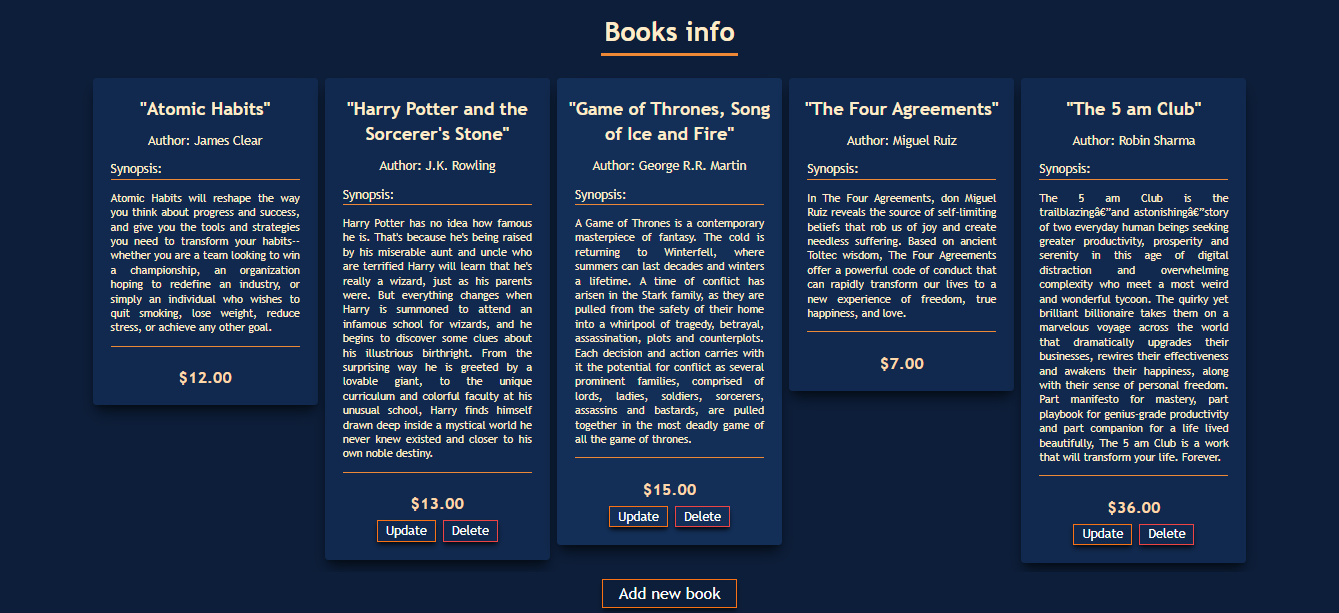 Books info
"Atomic Habits"
Author: James Clear
Synopsis:
Atomic Habits will reshape the way
you think about progress and success,
and give you the tools and strategies
you need to transform your habits--
whether you are a team looking to win
a championship, an organization
hoping to redefine an industry, or
simply an individual who wishes to
quit smoking, lose weight, reduce
stress, or achieve any other goal.
$12.00
"Harry Potter and the
Sorcerer's Stone"
Author: J.K. Rowling
Synopsis:
Harry Potter has no idea how famous
he is. That's because he's being raised
by his miserable aunt and uncle who
are terrified Harry will learn that he's
really a wizard, just as his parents
were. But everything changes when
Harry is summoned to attend an
infamous school for wizards, and he
begins to discover some clues about
his illustrious birthright. From the
surprising way he is greeted by a
lovable giant, to the unique
curriculum and colorful faculty at his
unusual school, Harry finds himself
drawn deep inside a mystical world he
never knew existed and closer to his
own noble destiny.
$13.00
Update Delete
"Game of Thrones, Song
of Ice and Fire"
Author: George R.R. Martin
Synopsis:
A Game of Thrones is a contemporary
masterpiece of fantasy. The cold is
returning to Winterfell, where
summers can last decades and winters
a lifetime. A time of conflict has
arisen in the Stark family, as they are
pulled from the safety of their home
into a whirlpool of tragedy, betrayal,
assassination, plots and counterplots.
Each decision and action carries with
it the potential for conflict as several
prominent families, comprised of
lords, ladies, soldiers, sorcerers,
assassins and bastards, are pulled
together in the most deadly game of
all the game of thrones.
$15.00
Update Delete
"The Four Agreements"
Author: Miguel Ruiz
Synopsis:
In The Four Agreements, don Miguel
Ruiz reveals the source of self-limiting
beliefs that rob us of joy and create
needless suffering. Based on ancient
Toltec wisdom, The Four Agreements
offer a powerful code of conduct that
can rapidly transform our lives to a
new experience of freedom, true
happiness, and love.
$7.00
"The 5 am Club"
Author: Robin Sharma
Synopsis:
The 5 am Club is the
trailblazingâ€”and astonishingâ€”story
of two everyday human beings seeking
greater productivity, prosperity and
serenity in this age of digital
distraction and overwhelming
complexity who meet a most weird
and wonderful tycoon. The quirky yet
brilliant billionaire takes them on a
marvelous voyage across the world
that dramatically upgrades their
businesses, rewires their effectiveness
and awakens their happiness, along
with their sense of personal freedom.
Part manifesto for mastery, part
playbook for genius-grade productivity
and part companion for a life lived
beautifully, The 5 am Club is a work
that will transform your life. Forever.
$36.00
Update Delete
Add new book